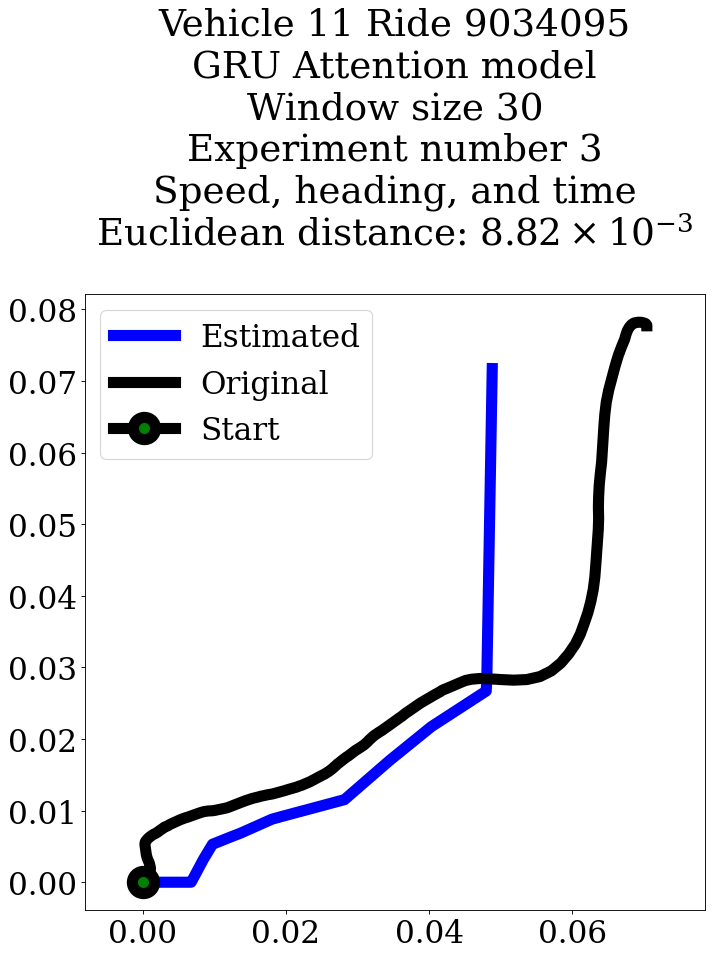 Vehicle 11 Ride 9034095
GRU Attention model
Window size 30
Experiment number 3
Speed, heading, and time
Euclidean distance: 8.82 × 10⁻³
Estimated
Original
Start
0.08
0.07
0.06
0.05
0.04
0.03
0.02
0.01
0.00
0.00 0.02 0.04 0.06